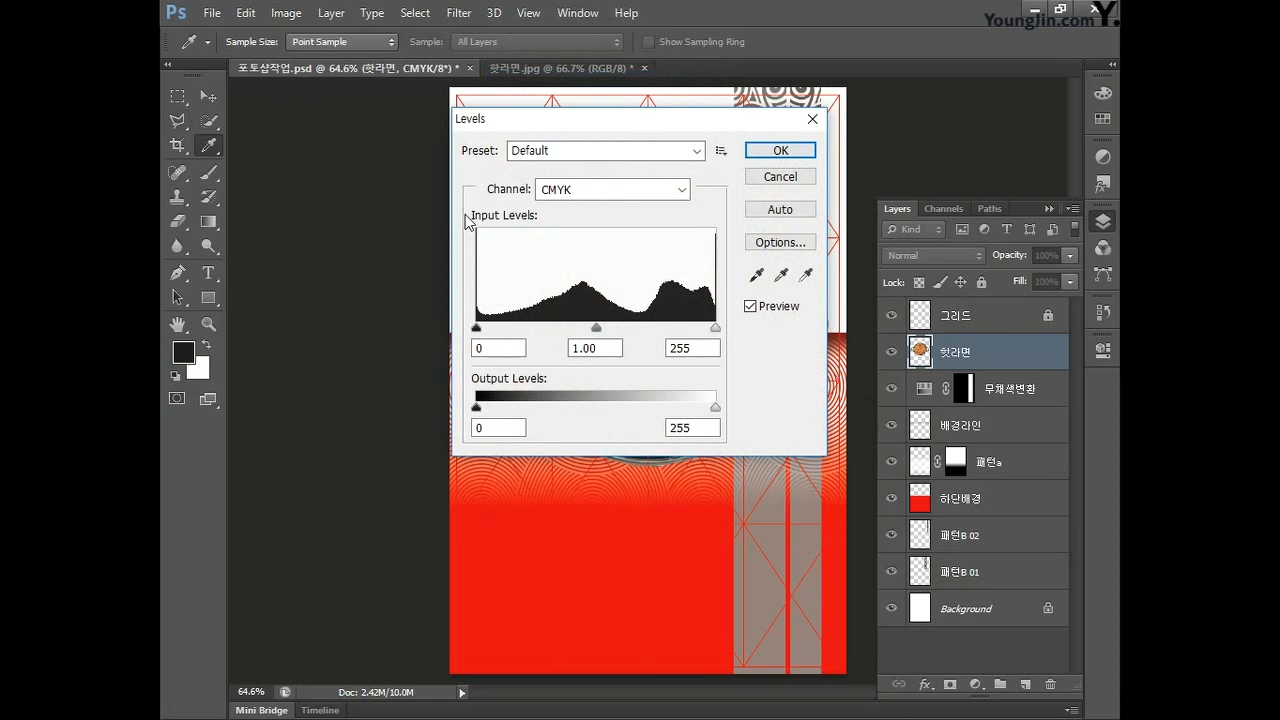 Ps File Edit Image Layer Type Select Filter 3D View Window Help
YoungJin.com Y.
Sample Size: Point Sample Sample: All Layers Show Sampling Ring
포토샵작업.psd @ 64.6% (핫라면, CMYK/8*) * × 핫라면.jpg @ 66.7% (RGB/8) * ×
Levels
Preset: Default
OK
Channel: CMYK
Cancel
Input Levels:
Auto
Options...
Preview
0 1.00 255
Output Levels:
0 255
Layers Channels Paths
Kind
Normal Opacity: 100%
Lock: Fill: 100%
그리드
핫라면
무채색변환
배경라인
패턴a
하단배경
패턴B 02
패턴B 01
Background
64.6% Doc: 2.42M/10.0M
Mini Bridge Timeline